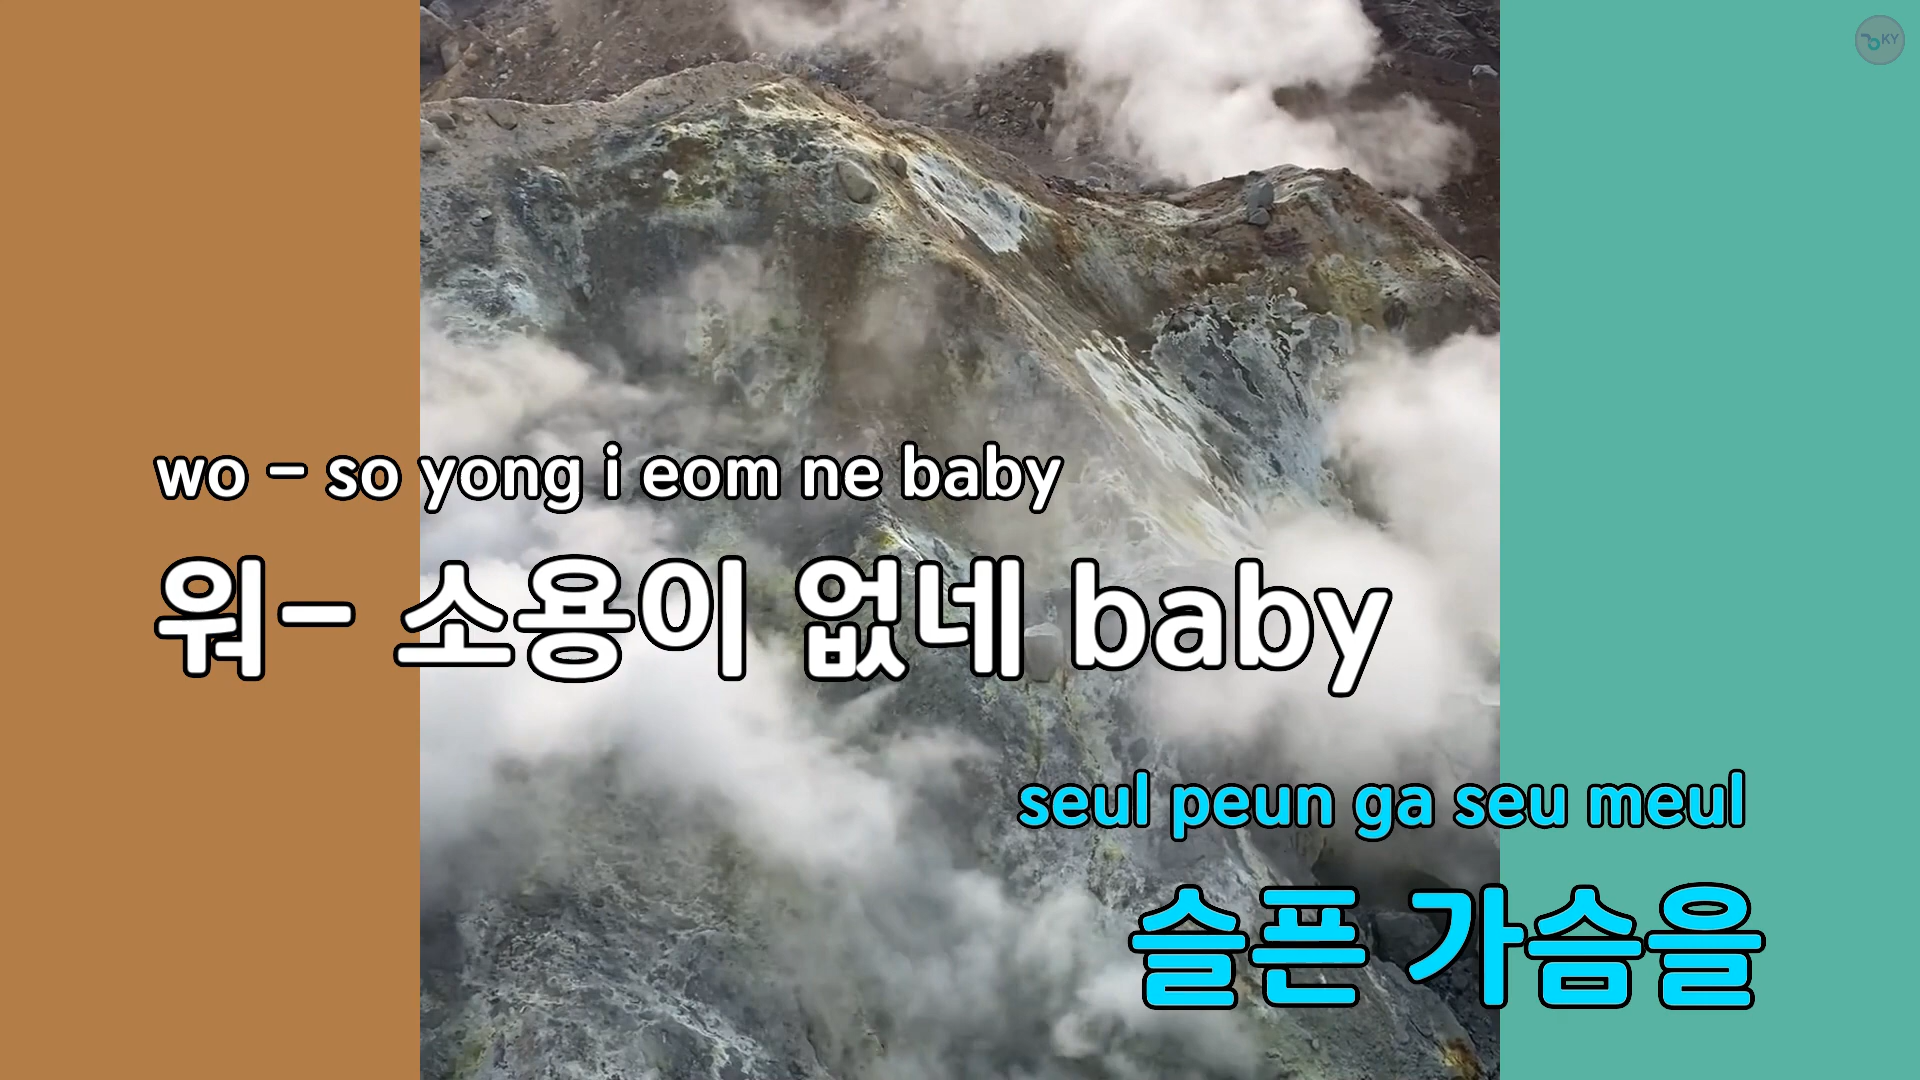 KY
wo – so yong i eom ne baby
워– 소용이 없네 baby
seul peun ga seu meul
슬픈 가슴을